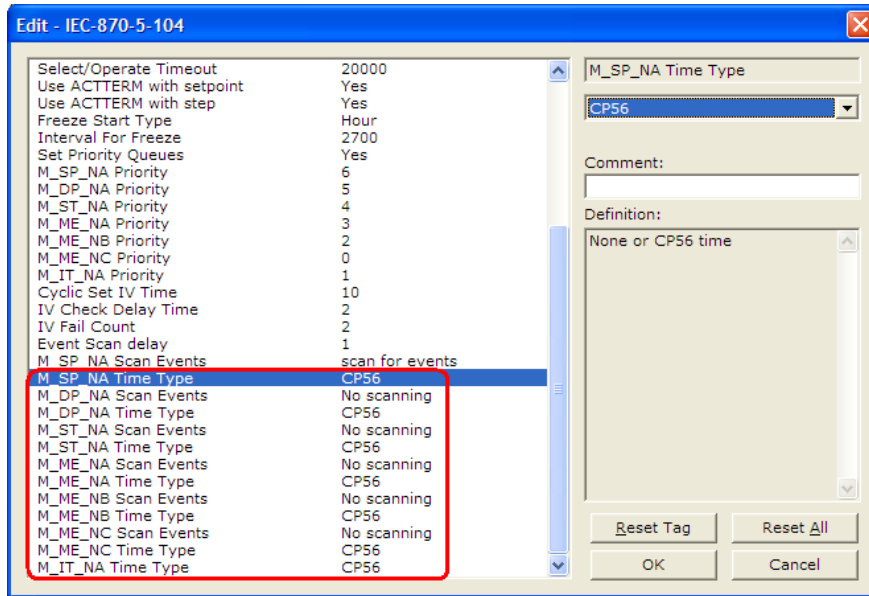 Edit - IEC-870-5-104
Select/Operate Timeout 20000
Use ACTTERM with setpoint Yes
Use ACTTERM with step Yes
Freeze Start Type Hour
Interval For Freeze 2700
Set Priority Queues Yes
M_SP_NA Priority 6
M_DP_NA Priority 5
M_ST_NA Priority 4
M_ME_NA Priority 3
M_ME_NB Priority 2
M_ME_NC Priority 0
M_IT_NA Priority 1
Cyclic Set IV Time 10
IV Check Delay Time 2
IV Fail Count 2
Event Scan delay 1
M_SP_NA Scan Events scan for events
M_SP_NA Time Type CP56
M_DP_NA Scan Events No scanning
M_DP_NA Time Type CP56
M_ST_NA Scan Events No scanning
M_ST_NA Time Type CP56
M_ME_NA Scan Events No scanning
M_ME_NA Time Type CP56
M_ME_NB Scan Events No scanning
M_ME_NB Time Type CP56
M_ME_NC Scan Events No scanning
M_ME_NC Time Type CP56
M_IT_NA Time Type CP56
M_SP_NA Time Type
CP56
Comment:
Definition:
None or CP56 time
Reset Tag Reset All
OK Cancel